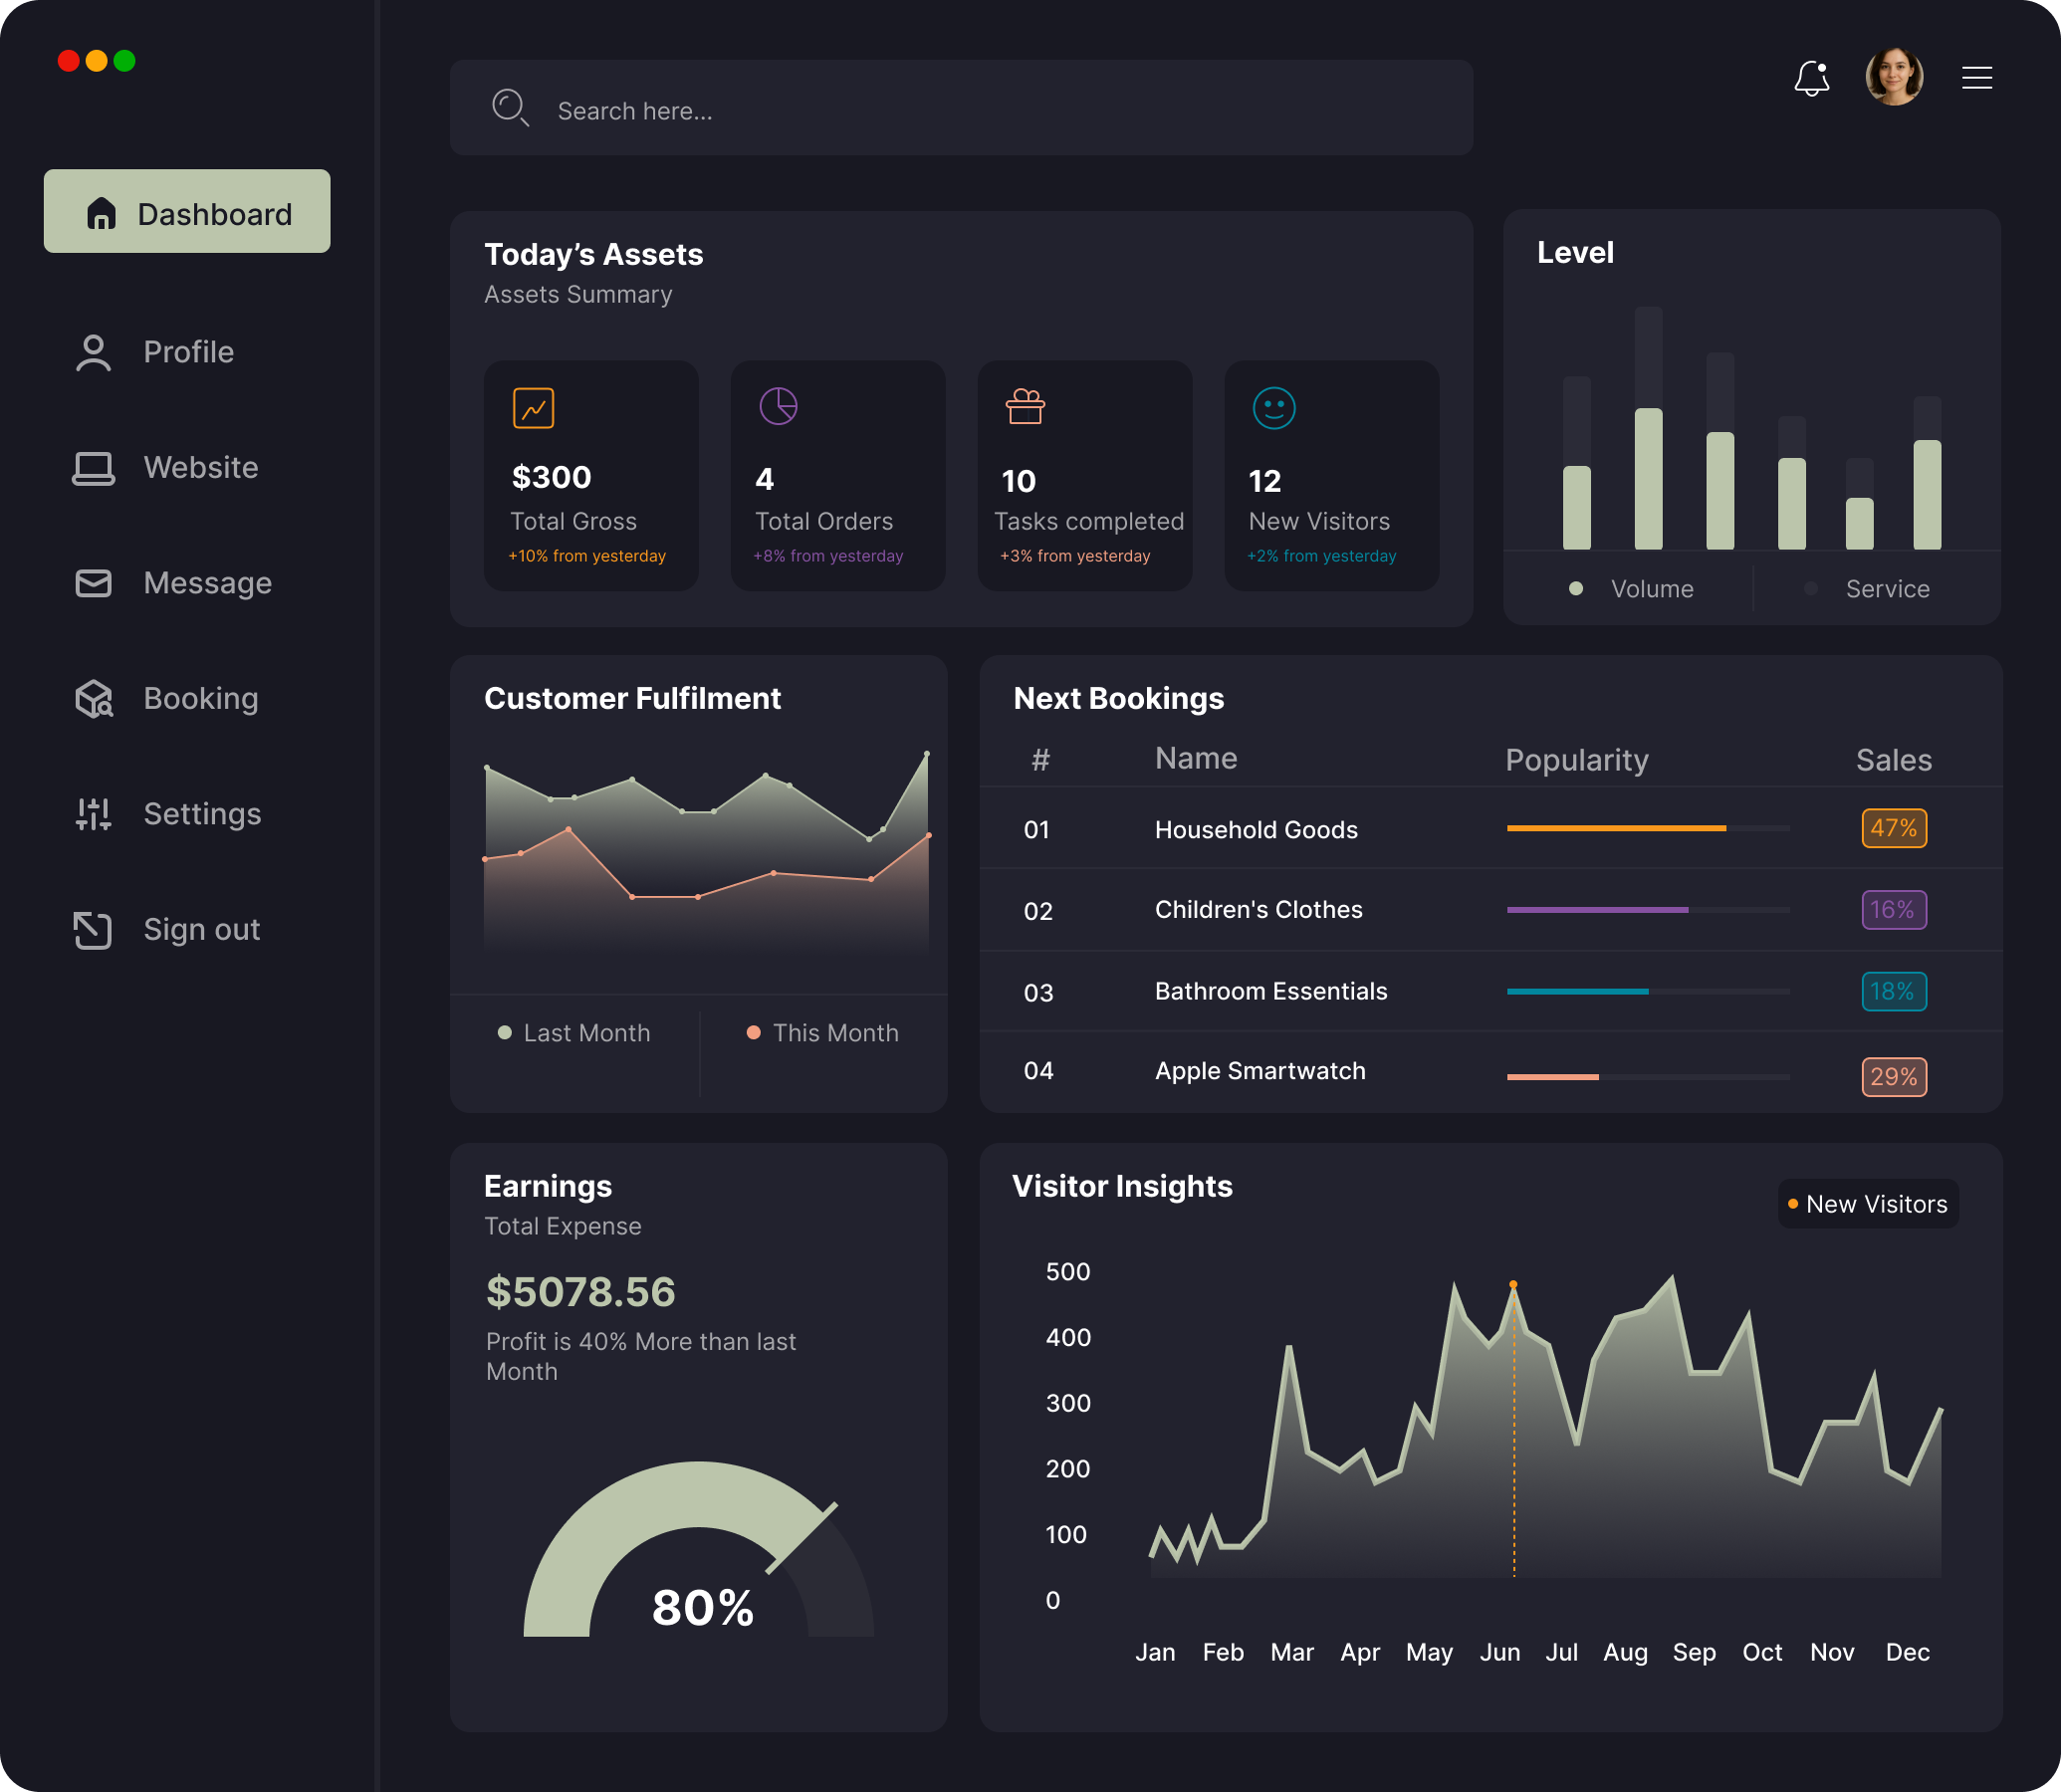 Dashboard
Profile
Website
Message
Booking
Settings
Sign out
Search here...
Today’s Assets
Assets Summary
$300
Total Gross
+10% from yesterday
4
Total Orders
+8% from yesterday
10
Tasks completed
+3% from yesterday
12
New Visitors
+2% from yesterday
Level
Volume
Service
Customer Fulfilment
Last Month
This Month
Next Bookings
# Name Popularity Sales
01 Household Goods 47%
02 Children's Clothes 16%
03 Bathroom Essentials 18%
04 Apple Smartwatch 29%
Earnings
Total Expense
$5078.56
Profit is 40% More than last
Month
80%
Visitor Insights
New Visitors
500
400
300
200
100
0
Jan Feb Mar Apr May Jun Jul Aug Sep Oct Nov Dec